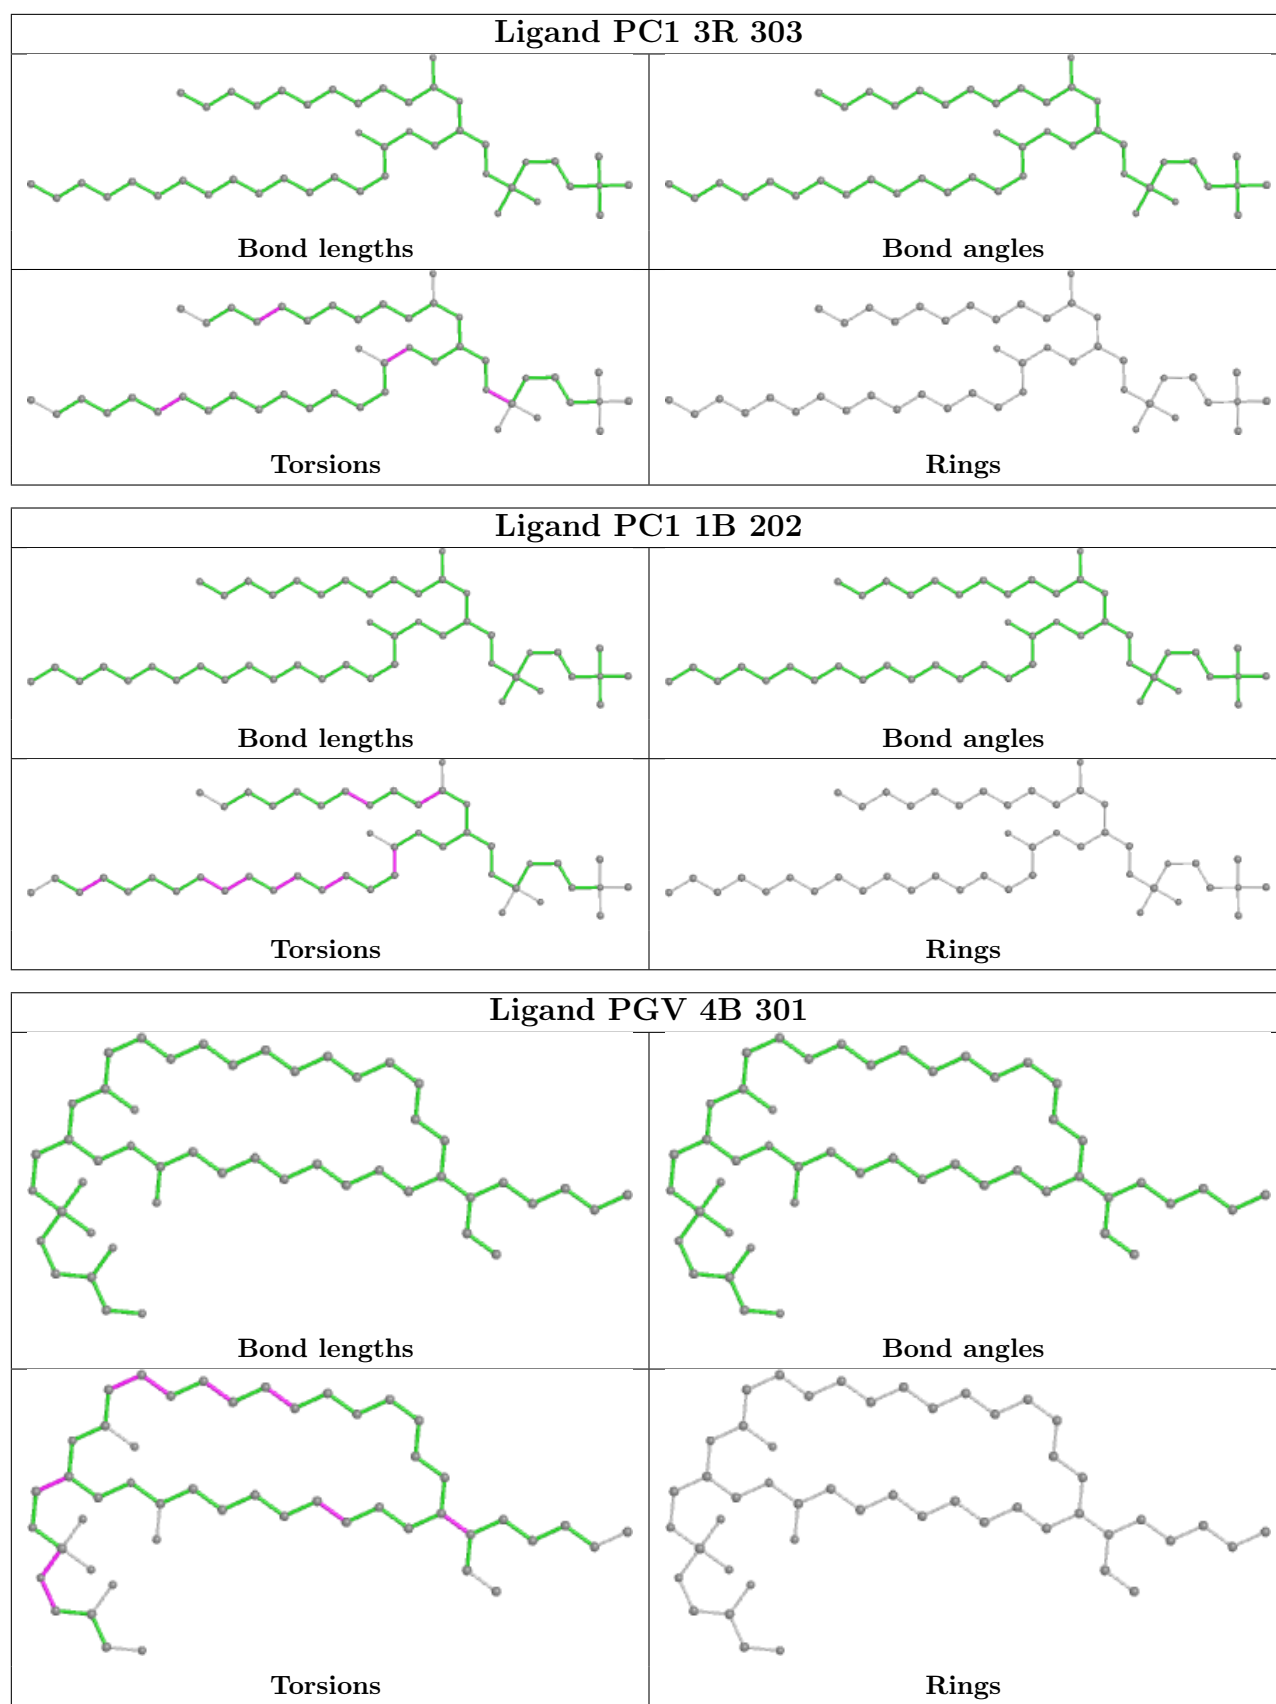 Ligand PC1 3R 303
Bond lengths
Bond angles
Torsions
Rings
Ligand PC1 1B 202
Bond lengths
Bond angles
Torsions
Rings
Ligand PGV 4B 301
Bond lengths
Bond angles
Torsions
Rings